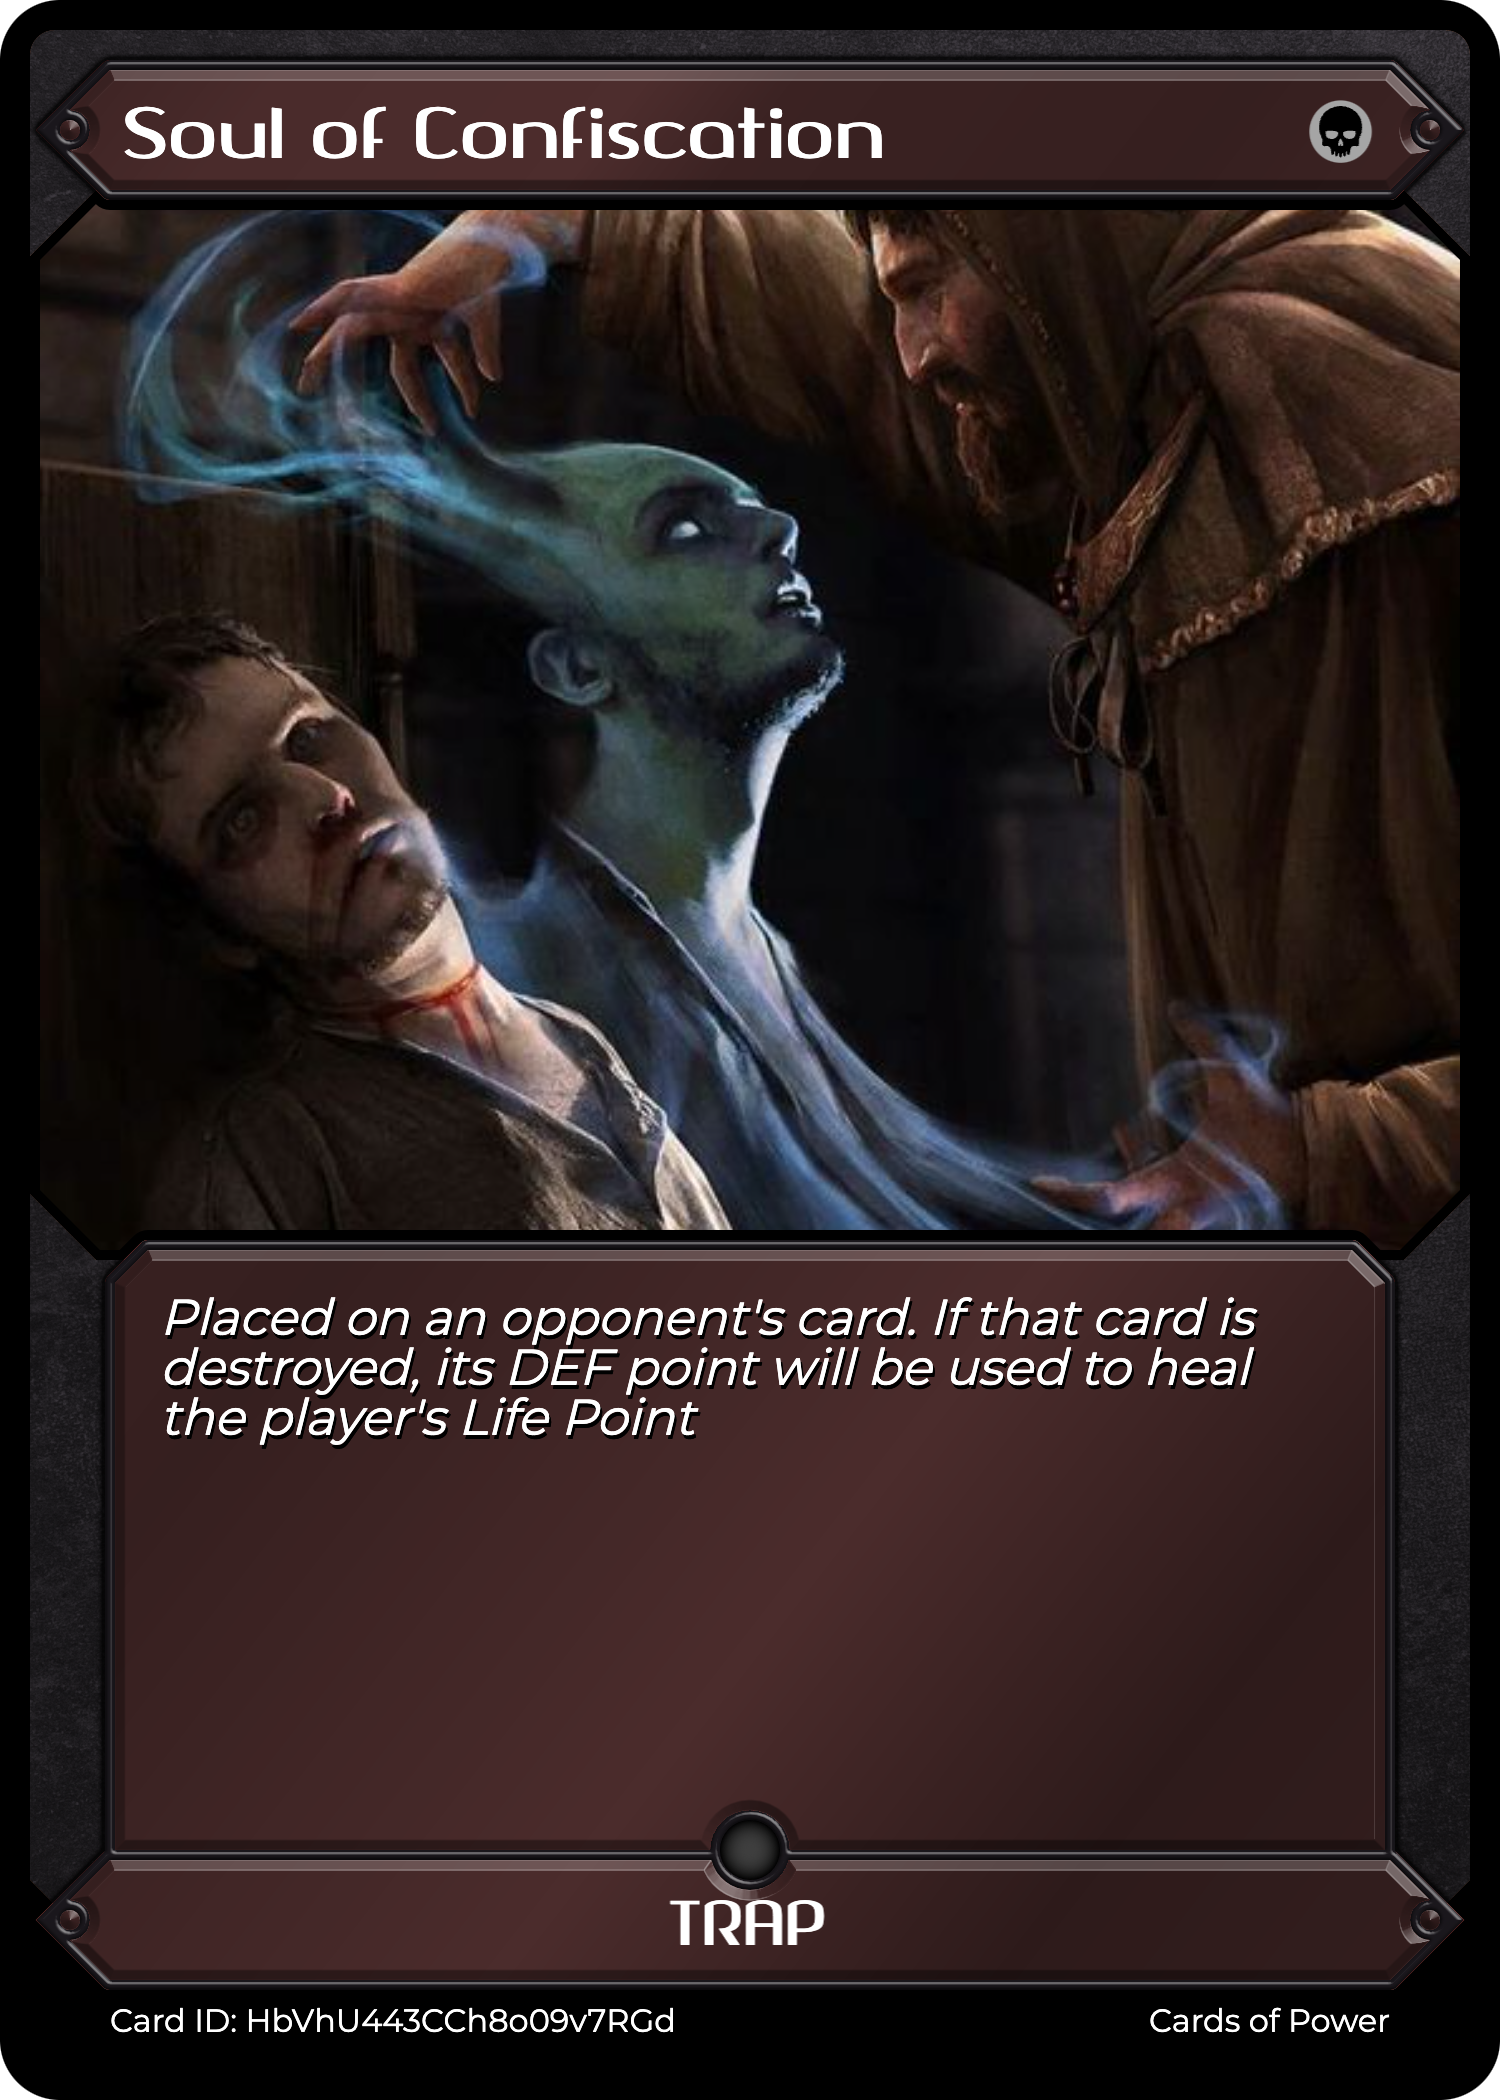 Soul of Confiscation
Placed on an opponent's card. If that card is
destroyed, its DEF point will be used to heal
the player's Life Point
TRAP
Card ID: HbVhU443CCh8o09v7RGd
Cards of Power